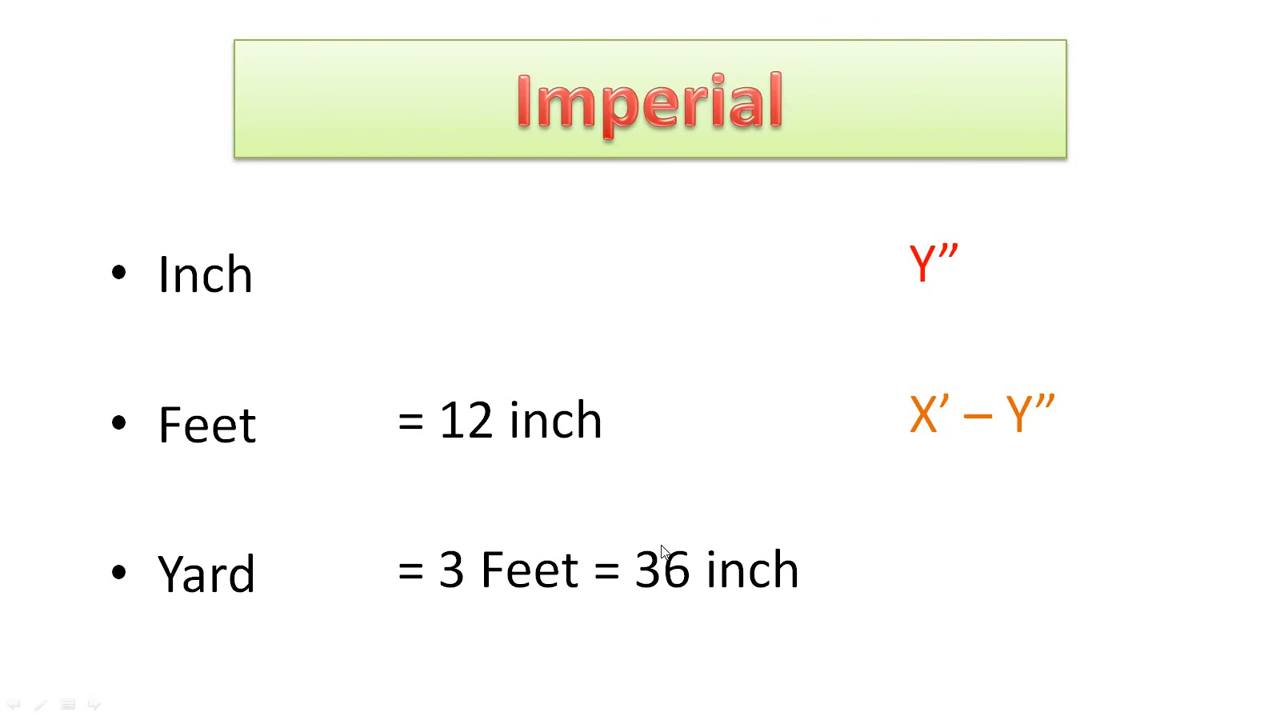 Imperial
• Inch Y”
• Feet = 12 inch X’ – Y”
• Yard = 3 Feet = 36 inch